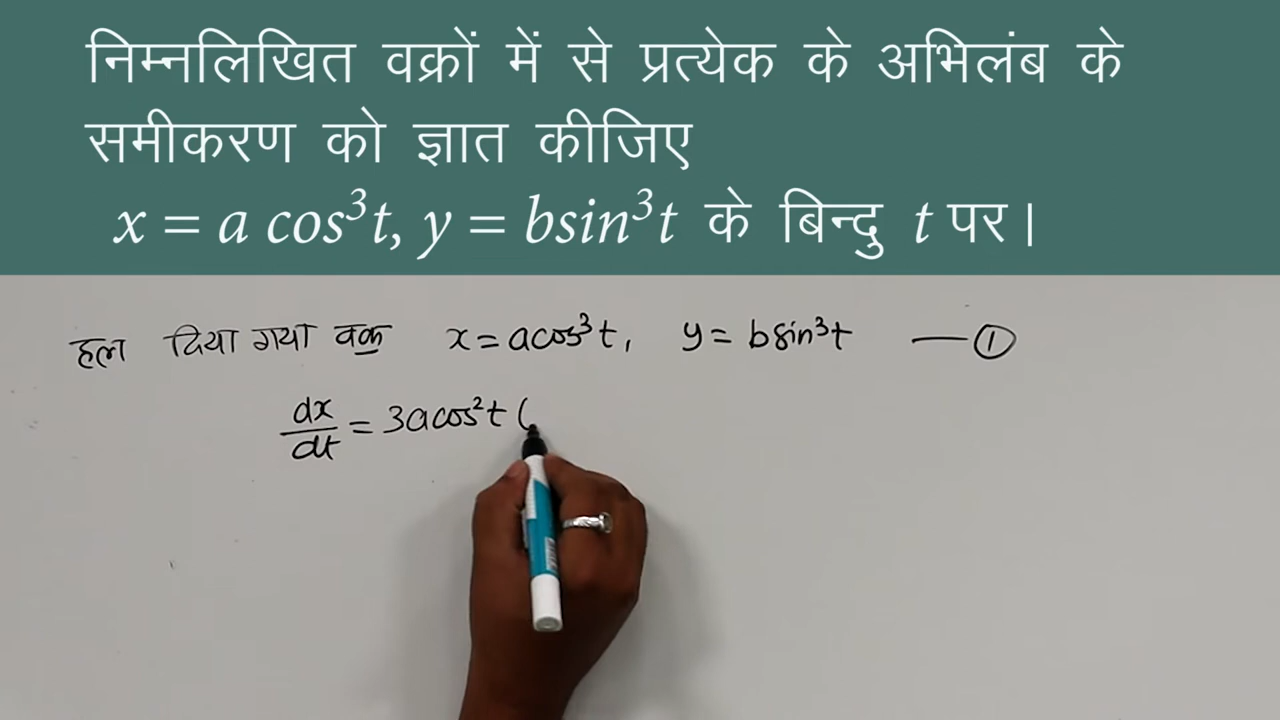 निम्नलिखित वक्रों में से प्रत्येक के अभिलंब के
समीकरण को ज्ञात कीजिए
x = a cos³t, y = bsin³t के बिन्दु t पर।
हल दिया गया वक्र x = acos³t, y = bsin³t —①
dx/dt = 3acos²t (